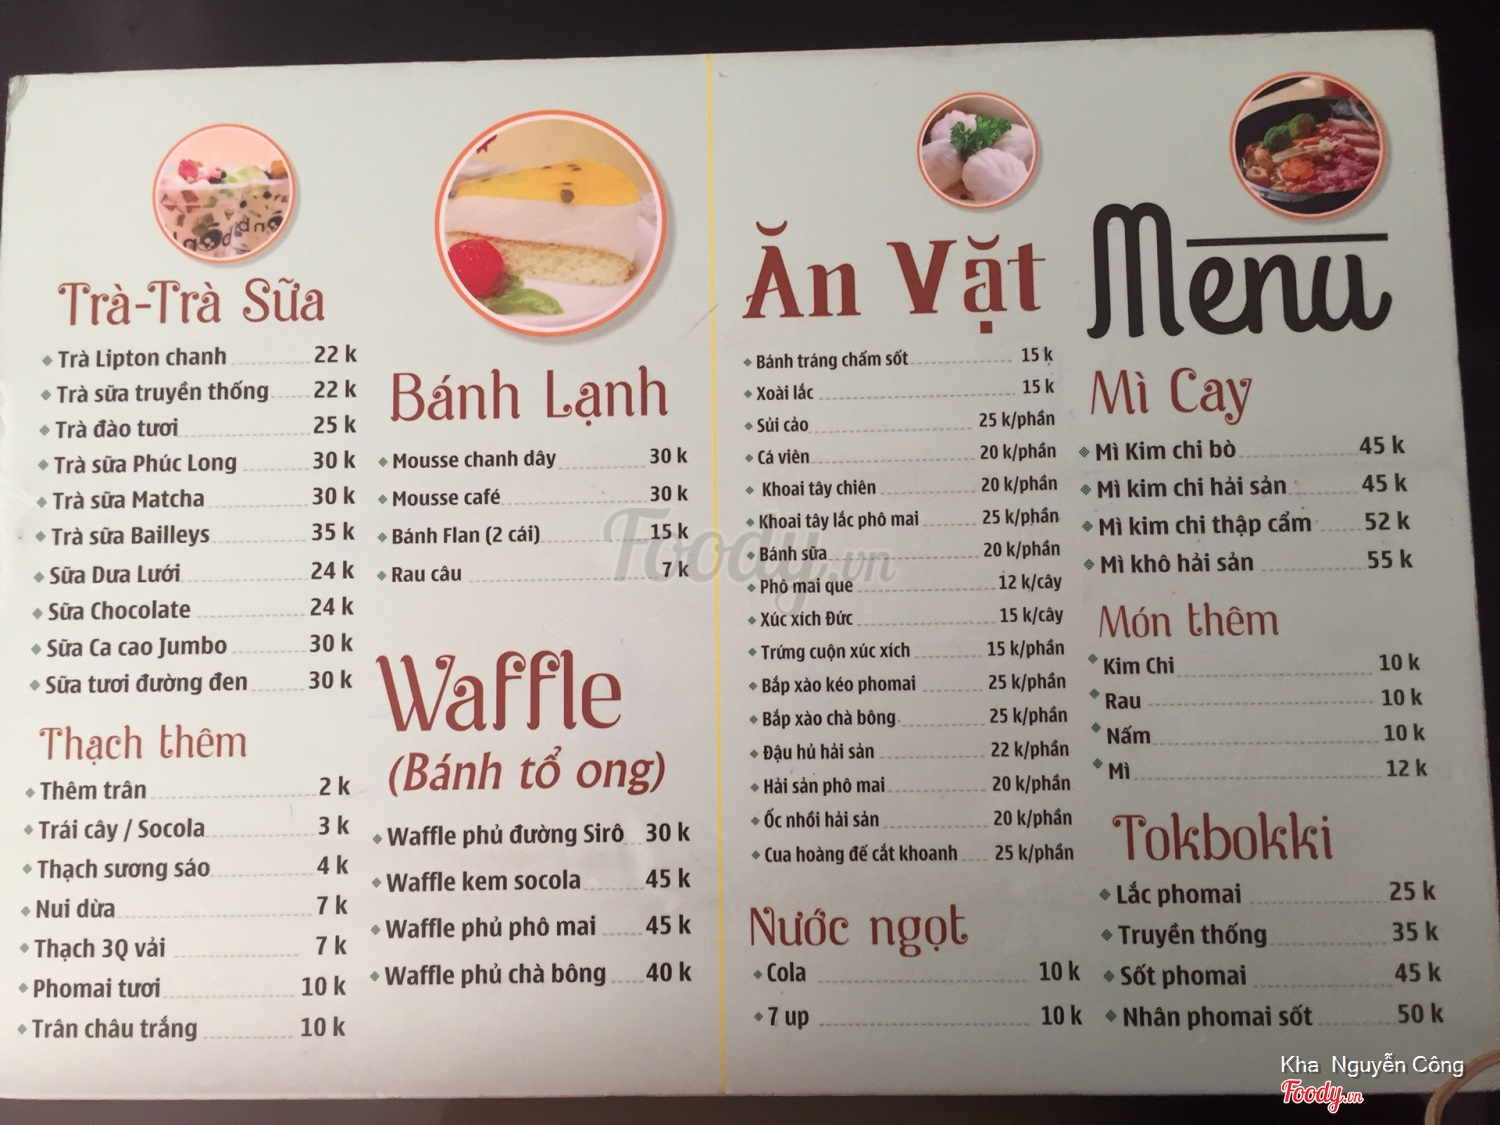 Trà-Trà Sữa
Trà Lipton chanh 22 k
Trà sữa truyền thống 22 k
Trà đào tươi 25 k
Trà sữa Phúc Long 30 k
Trà sữa Matcha 30 k
Trà sữa Bailleys 35 k
Sữa Dưa Lưới 24 k
Sữa Chocolate 24 k
Sữa Ca cao Jumbo 30 k
Sữa tươi đường đen 30 k
Thạch thêm
Thêm trân 2 k
Trái cây / Socola 3 k
Thạch sương sáo 4 k
Nui dừa 7 k
Thạch 3Q vải 7 k
Phomai tươi 10 k
Trân châu trắng 10 k
Bánh Lạnh
Mousse chanh dây 30 k
Mousse café 30 k
Bánh Flan (2 cái) 15 k
Rau câu 7 k
Waffle
(Bánh tổ ong)
Waffle phủ đường Sirô 30 k
Waffle kem socola 45 k
Waffle phủ phô mai 45 k
Waffle phủ chà bông 40 k
Ăn Vặt
Bánh tráng chấm sốt 15 k
Xoài lắc 15 k
Sủi cảo 25 k/phần
Cá viên 20 k/phần
Khoai tây chiên 20 k/phần
Khoai tây lắc phô mai 25 k/phần
Bánh sữa 20 k/phần
Phô mai que 12 k/cây
Xúc xích Đức 15 k/cây
Trứng cuộn xúc xích 15 k/phần
Bắp xào kéo phomai 25 k/phần
Bắp xào chà bông 25 k/phần
Đậu hủ hải sản 22 k/phần
Hải sản phô mai 20 k/phần
Ốc nhồi hải sản 20 k/phần
Cua hoàng đế cắt khoanh 25 k/phần
Nước ngọt
Cola 10 k
7 up 10 k
Menu
Mì Cay
Mì Kim chi bò 45 k
Mì kim chi hải sản 45 k
Mì kim chi thập cẩm 52 k
Mì khô hải sản 55 k
Món thêm
Kim Chi 10 k
Rau 10 k
Nấm 10 k
Mì 12 k
Tokbokki
Lắc phomai 25 k
Truyền thống 35 k
Sốt phomai 45 k
Nhân phomai sốt 50 k
Foody.vn
Kha Nguyễn Công
Foody.vn